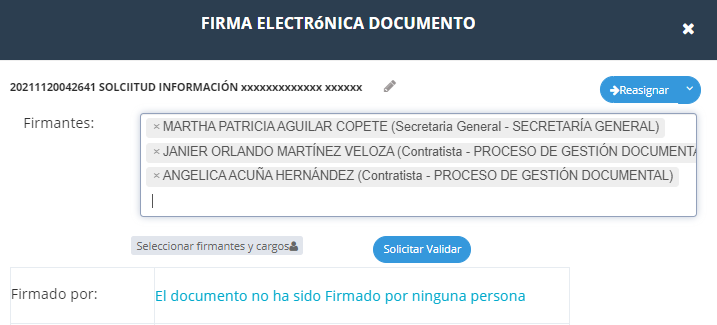 FIRMA ELECTRóNICA DOCUMENTO
20211120042641 SOLCIITUD INFORMACIÓN xxxxxxxxxxxxx xxxxxx
Reasignar
Firmantes:
× MARTHA PATRICIA AGUILAR COPETE (Secretaria General - SECRETARÍA GENERAL)
× JANIER ORLANDO MARTÍNEZ VELOZA (Contratista - PROCESO DE GESTIÓN DOCUMENTA
× ANGELICA ACUÑA HERNÁNDEZ (Contratista - PROCESO DE GESTIÓN DOCUMENTAL)
Seleccionar firmantes y cargos
Solicitar Validar
Firmado por:
El documento no ha sido Firmado por ninguna persona